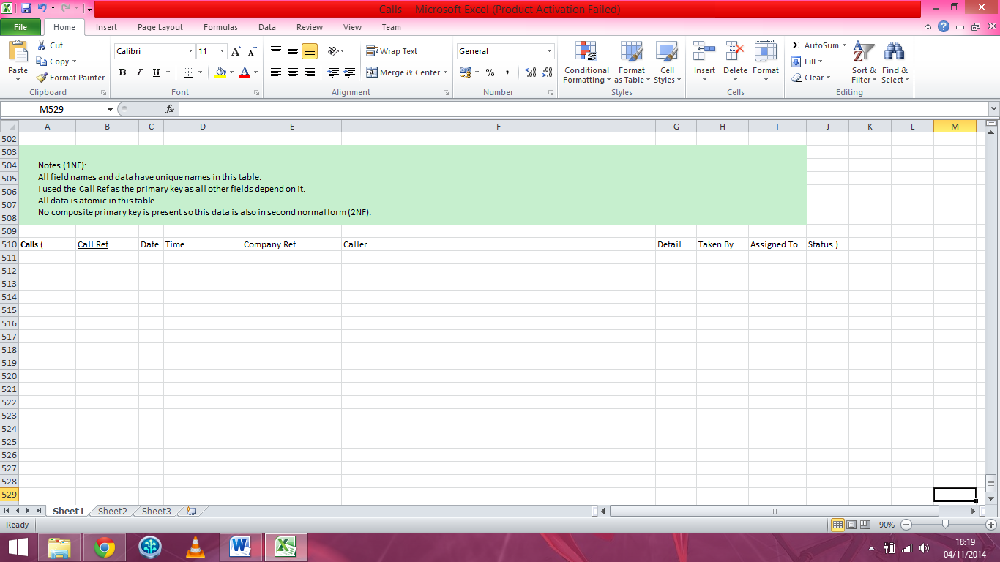 Calls - Microsoft Excel (Product Activation Failed)
File Home Insert Page Layout Formulas Data Review View Team
Paste
Cut
Copy
Format Painter
Clipboard
Calibri 11
B I U
Font
Wrap Text
Merge & Center
Alignment
General
% ,
Number
Conditional Formatting
Format as Table
Cell Styles
Styles
Insert Delete Format
Cells
Σ AutoSum
Fill
Clear
Sort & Filter
Find & Select
Editing
M529 fx
A B C D E F G H I J K L M
502
503
504 Notes (1NF):
505 All field names and data have unique names in this table.
506 I used the Call Ref as the primary key as all other fields depend on it.
507 All data is atomic in this table.
508 No composite primary key is present so this data is also in second normal form (2NF).
509
510 Calls ( Call Ref Date Time Company Ref Caller Detail Taken By Assigned To Status )
511
512
513
514
515
516
517
518
519
520
521
522
523
524
525
526
527
528
529
Sheet1 Sheet2 Sheet3
Ready 90%
18:19
04/11/2014